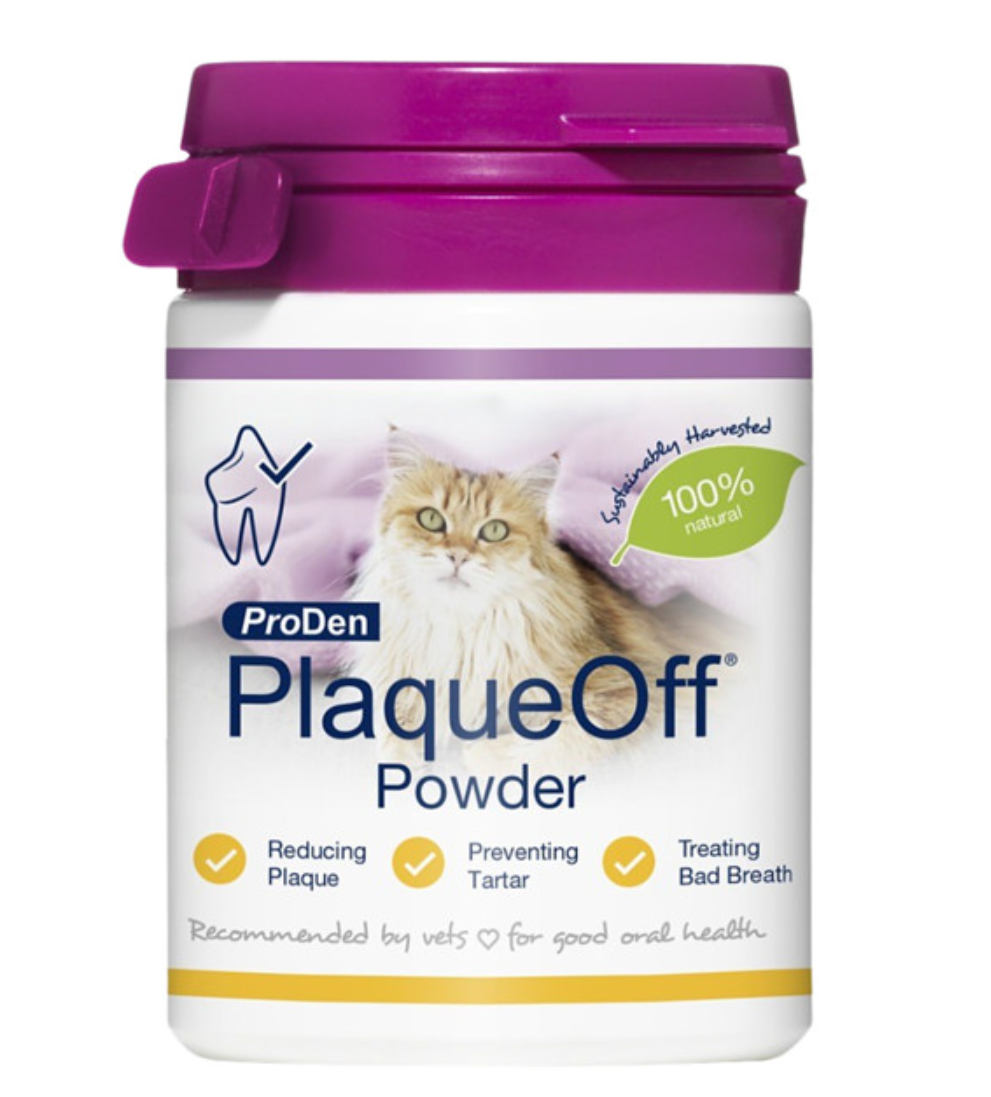 Sustainably Harvested
100%
natural
ProDen
PlaqueOff®
Powder
Reducing
Plaque
Preventing
Tartar
Treating
Bad Breath
Recommended by vets ♡ for good oral health